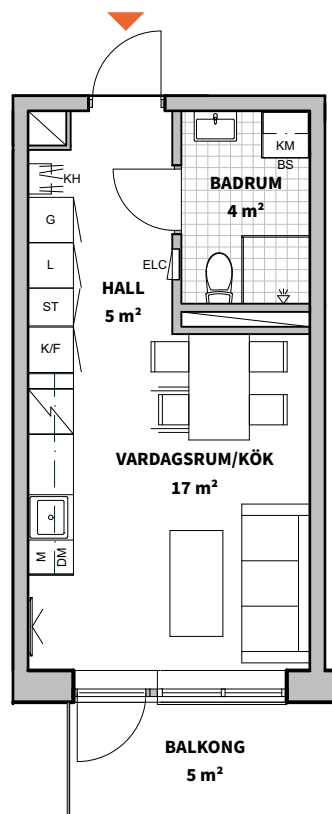 KM
BS
BADRUM
4 m²
KH
G
L
ELC
HALL
5 m²
ST
K/F
VARDAGSRUM/KÖK
17 m²
M
DM
BALKONG
5 m²